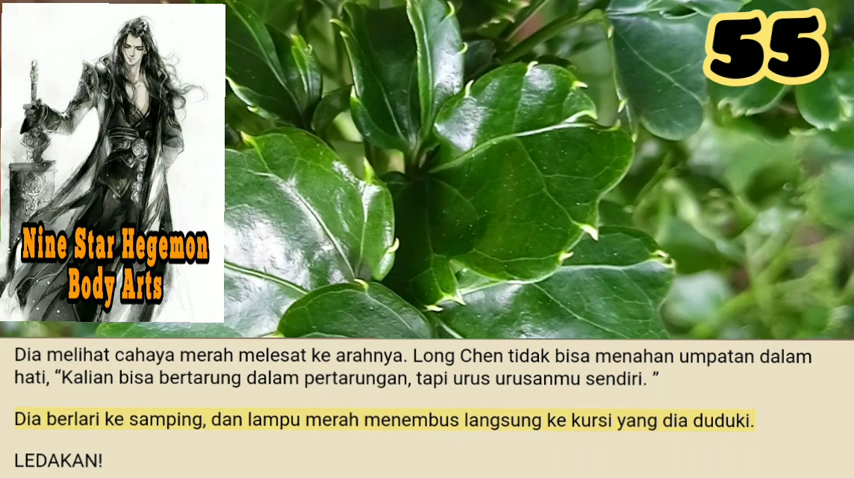 55
Nine Star Hegemon
Body Arts
Dia melihat cahaya merah melesat ke arahnya. Long Chen tidak bisa menahan umpatan dalam
hati, “Kalian bisa bertarung dalam pertarungan, tapi urus urusanmu sendiri. ”
Dia berlari ke samping, dan lampu merah menembus langsung ke kursi yang dia duduki.
LEDAKAN!